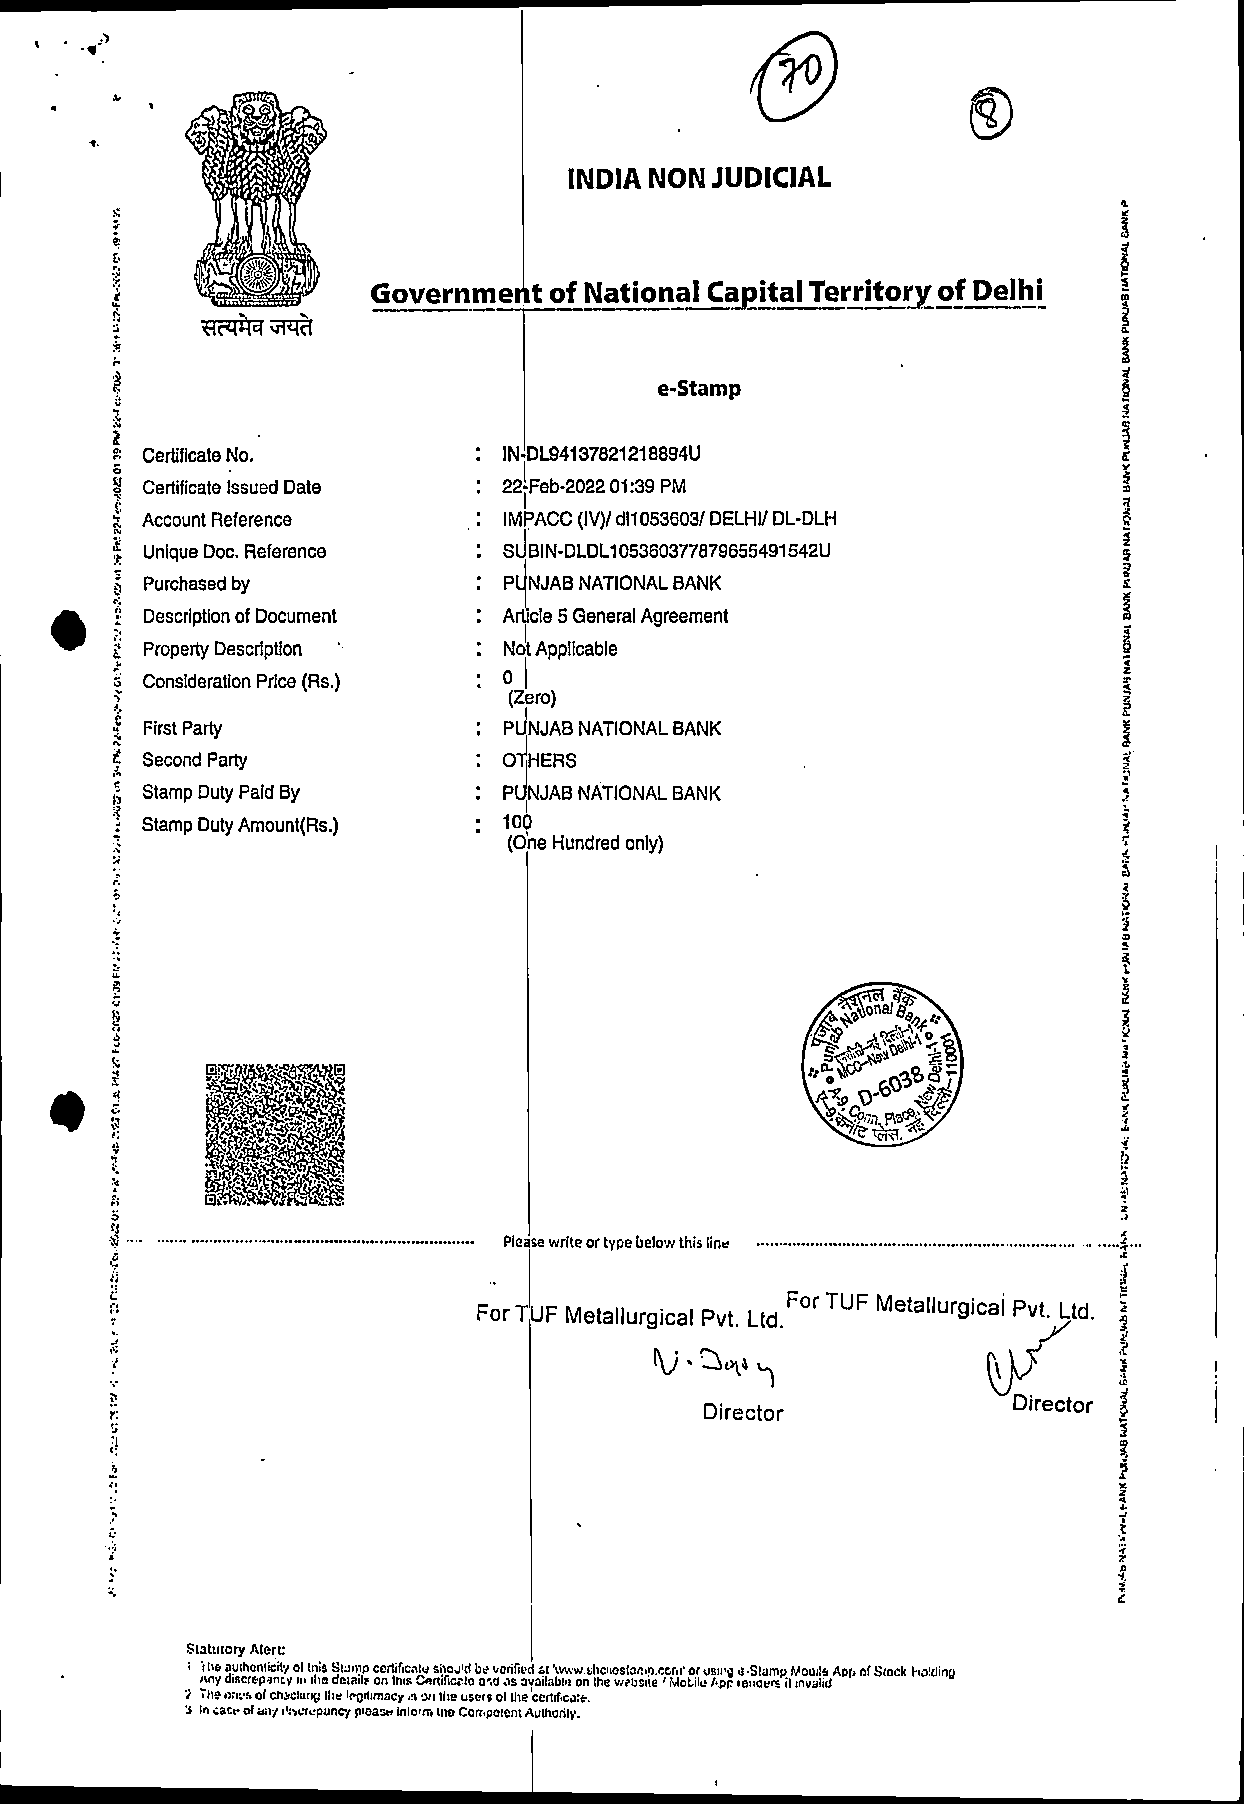 70
8
सत्यमेव जयते
INDIA NON JUDICIAL
Government of National Capital Territory of Delhi
e-Stamp
Certificate No. : IN-DL94137821218894U
Certificate Issued Date : 22-Feb-2022 01:39 PM
Account Reference : IMPACC (IV)/ dl1053603/ DELHI/ DL-DLH
Unique Doc. Reference : SUBIN-DLDL105360377879655491542U
Purchased by : PUNJAB NATIONAL BANK
Description of Document : Article 5 General Agreement
Property Description : Not Applicable
Consideration Price (Rs.) : 0
(Zero)
First Party : PUNJAB NATIONAL BANK
Second Party : OTHERS
Stamp Duty Paid By : PUNJAB NATIONAL BANK
Stamp Duty Amount(Rs.) : 100
(One Hundred only)
पंजाब नैशनल बैंक
Punjab National Bank
MCC-New Delhi-1
D-6038
A-9, Conn. Place, New Delhi-1
ए-9, कनॉट प्लेस, नई दिल्ली-110001
Please write or type below this line
For TUF Metallurgical Pvt. Ltd. For TUF Metallurgical Pvt. Ltd.
Director Director
Statutory Alert:
1 The authenticity of this Stamp certificate should be verified at 'www.shcilestamp.com' or using e-Stamp Mobile App of Stock Holding
Any discrepancy in the details on this Certificate and as available on the website / Mobile App renders it invalid
2 The onus of checking the legitimacy is on the users of the certificate.
3 In case of any discrepancy please inform the Competent Authority.